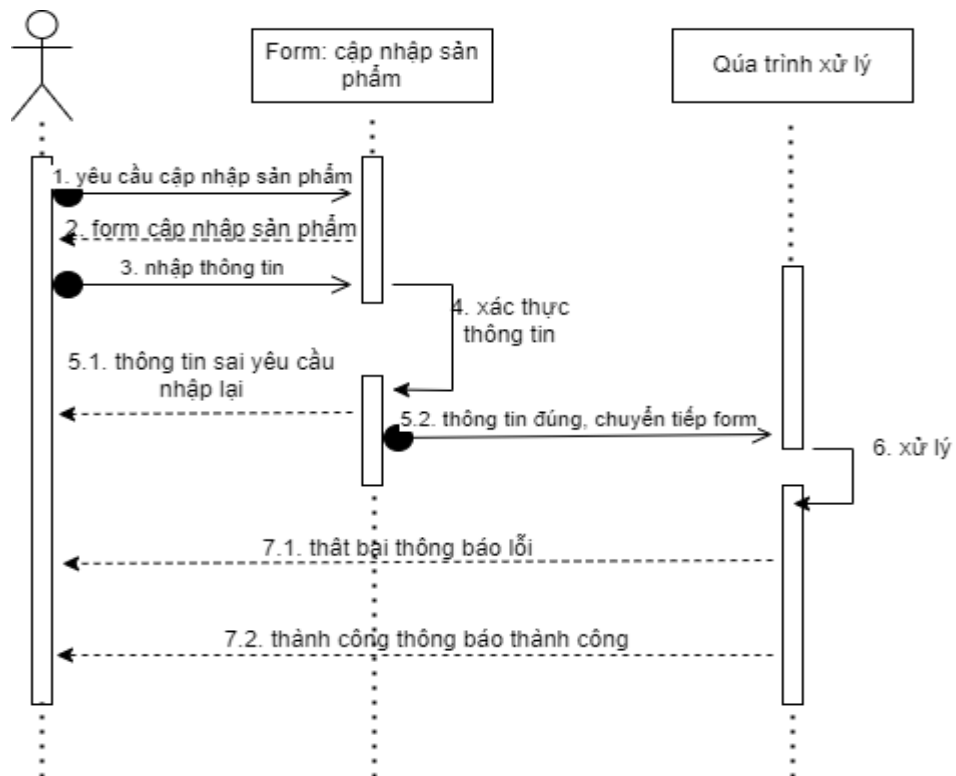 Form: cập nhập sản
phẩm
Qúa trình xử lý
1. yêu cầu cập nhập sản phẩm
2. form cập nhập sản phẩm
3. nhập thông tin
4. xác thực
thông tin
5.1. thông tin sai yêu cầu
nhập lại
5.2. thông tin đúng, chuyển tiếp form
6. xử lý
7.1. thât bại thông báo lỗi
7.2. thành công thông báo thành công